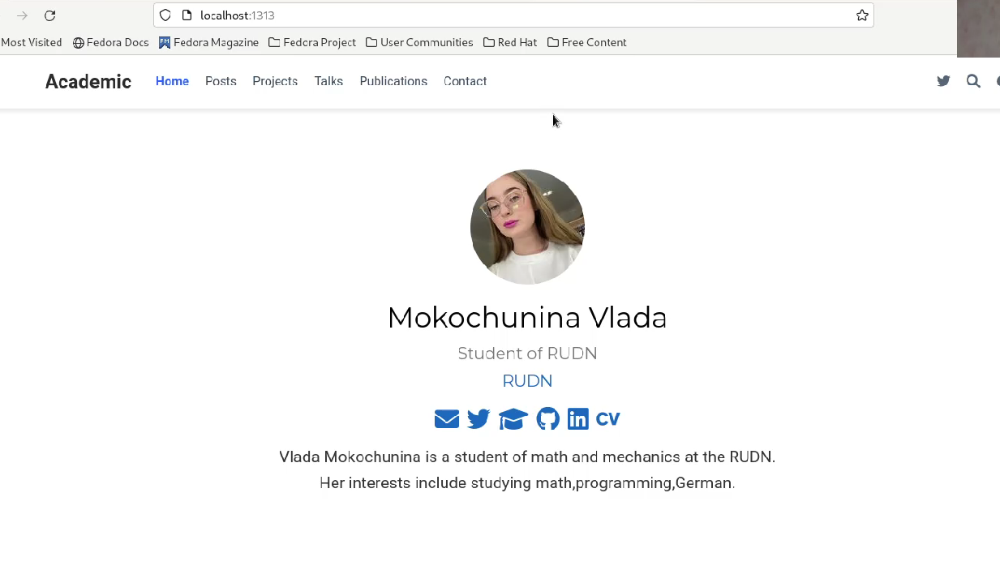 localhost:1313
Most Visited Fedora Docs FM Fedora Magazine Fedora Project User Communities Red Hat Free Content
Academic Home Posts Projects Talks Publications Contact
Mokochunina Vlada
Student of RUDN
RUDN
CV
Vlada Mokochunina is a student of math and mechanics at the RUDN.
Her interests include studying math,programming,German.